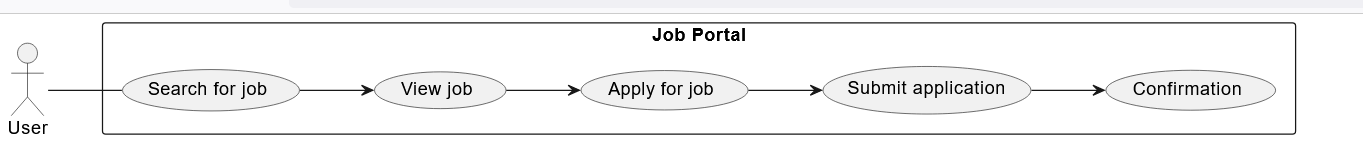 Job Portal
Search for job
View job
Apply for job
Submit application
Confirmation
User